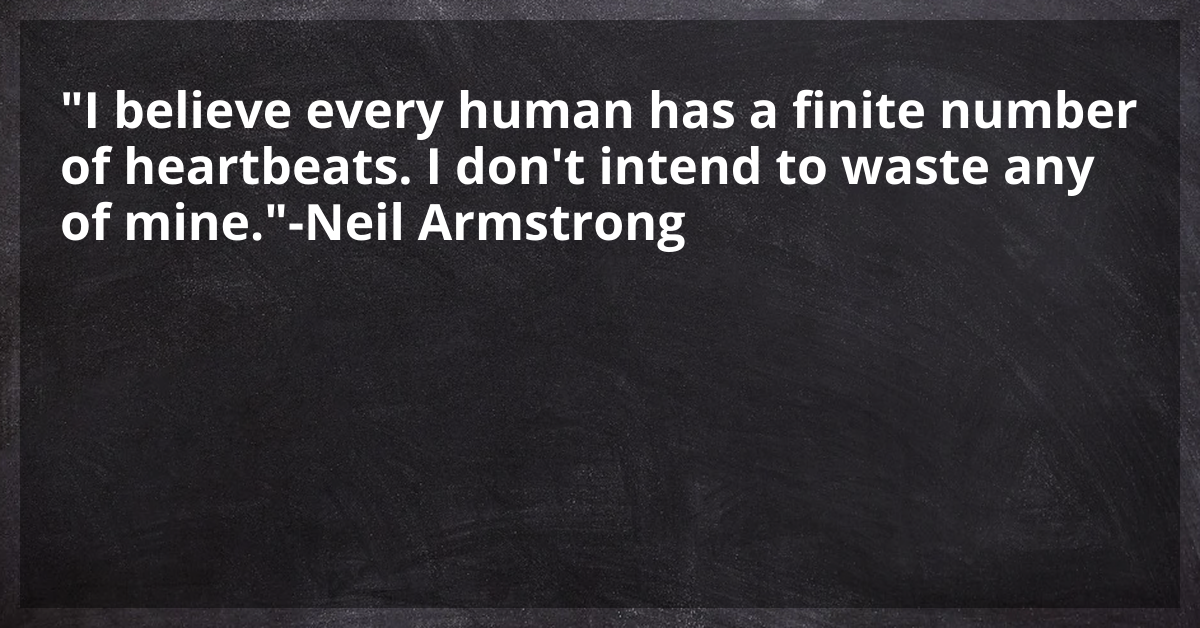 "I believe every human has a finite number
of heartbeats. I don't intend to waste any
of mine."-Neil Armstrong